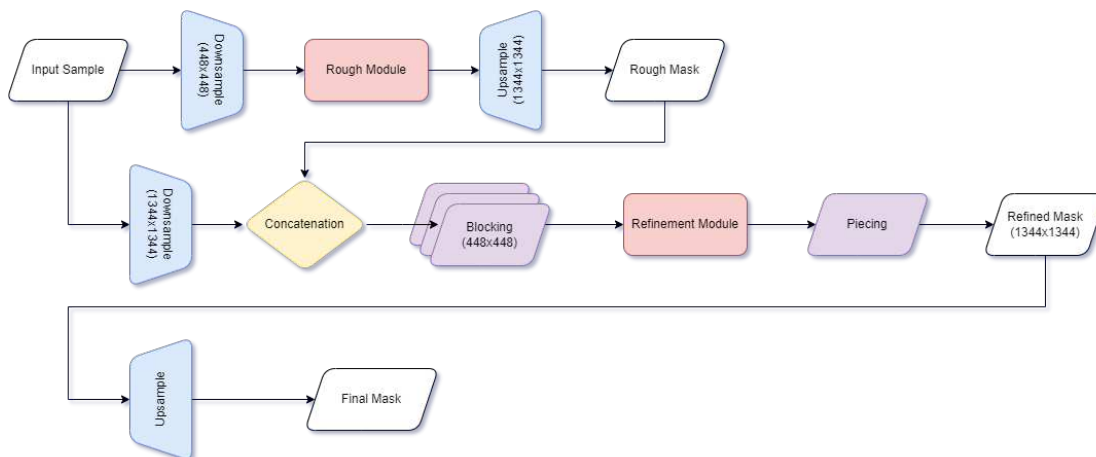 Input Sample
Downsample
(448x448)
Rough Module
Upsample
(1344x1344)
Rough Mask
Downsample
(1344x1344)
Concatenation
Blocking
(448x448)
Refinement Module
Piecing
Refined Mask
(1344x1344)
Upsample
Final Mask